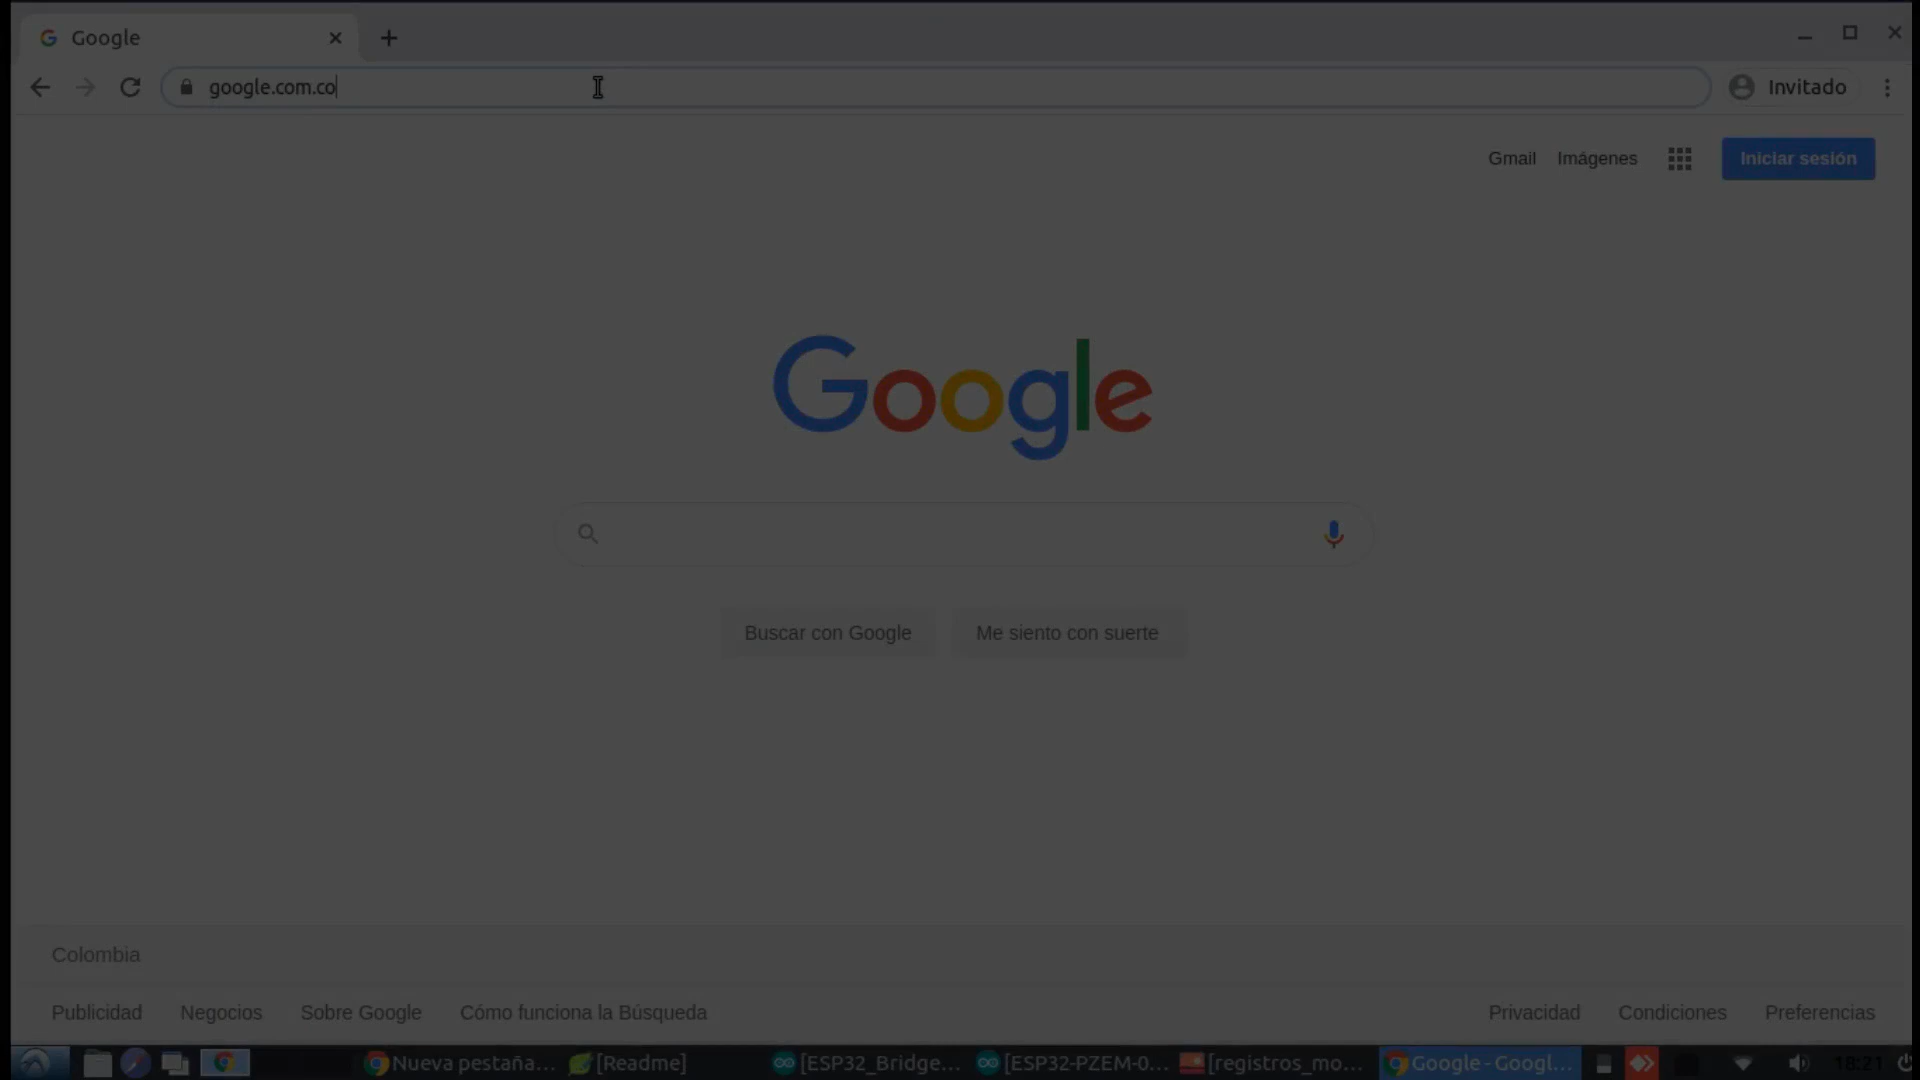 Google
google.com.co
Invitado
Gmail Imágenes Iniciar sesión
Google
Buscar con Google Me siento con suerte
Colombia
Publicidad Negocios Sobre Google Cómo funciona la Búsqueda Privacidad Condiciones Preferencias
Nueva pestaña... [Readme] [ESP32_Bridge... [ESP32-PZEM-0... [registros_mo... Google - Googl... 18:21